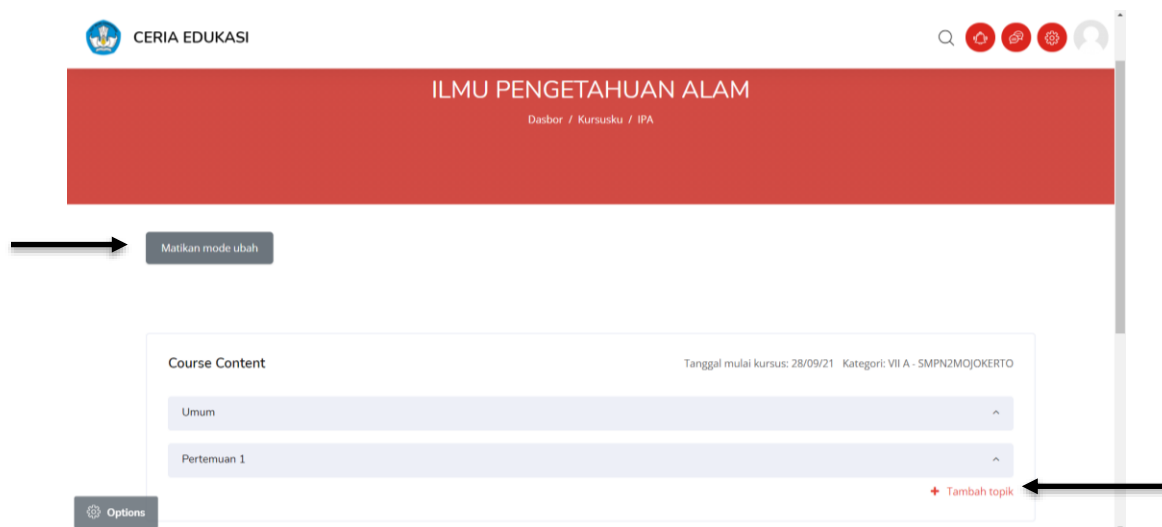 CERIA EDUKASI
ILMU PENGETAHUAN ALAM
Dasbor / Kursusku / IPA
Matikan mode ubah
Course Content
Tanggal mulai kursus: 28/09/21 Kategori: VII A - SMPN2MOJOKERTO
Umum
Pertemuan 1
+ Tambah topik
Options